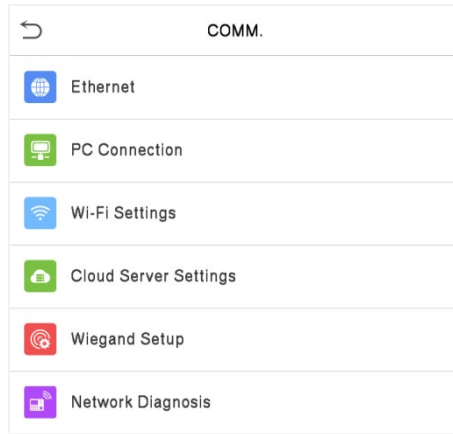 COMM.
Ethernet
PC Connection
Wi-Fi Settings
Cloud Server Settings
Wiegand Setup
Network Diagnosis